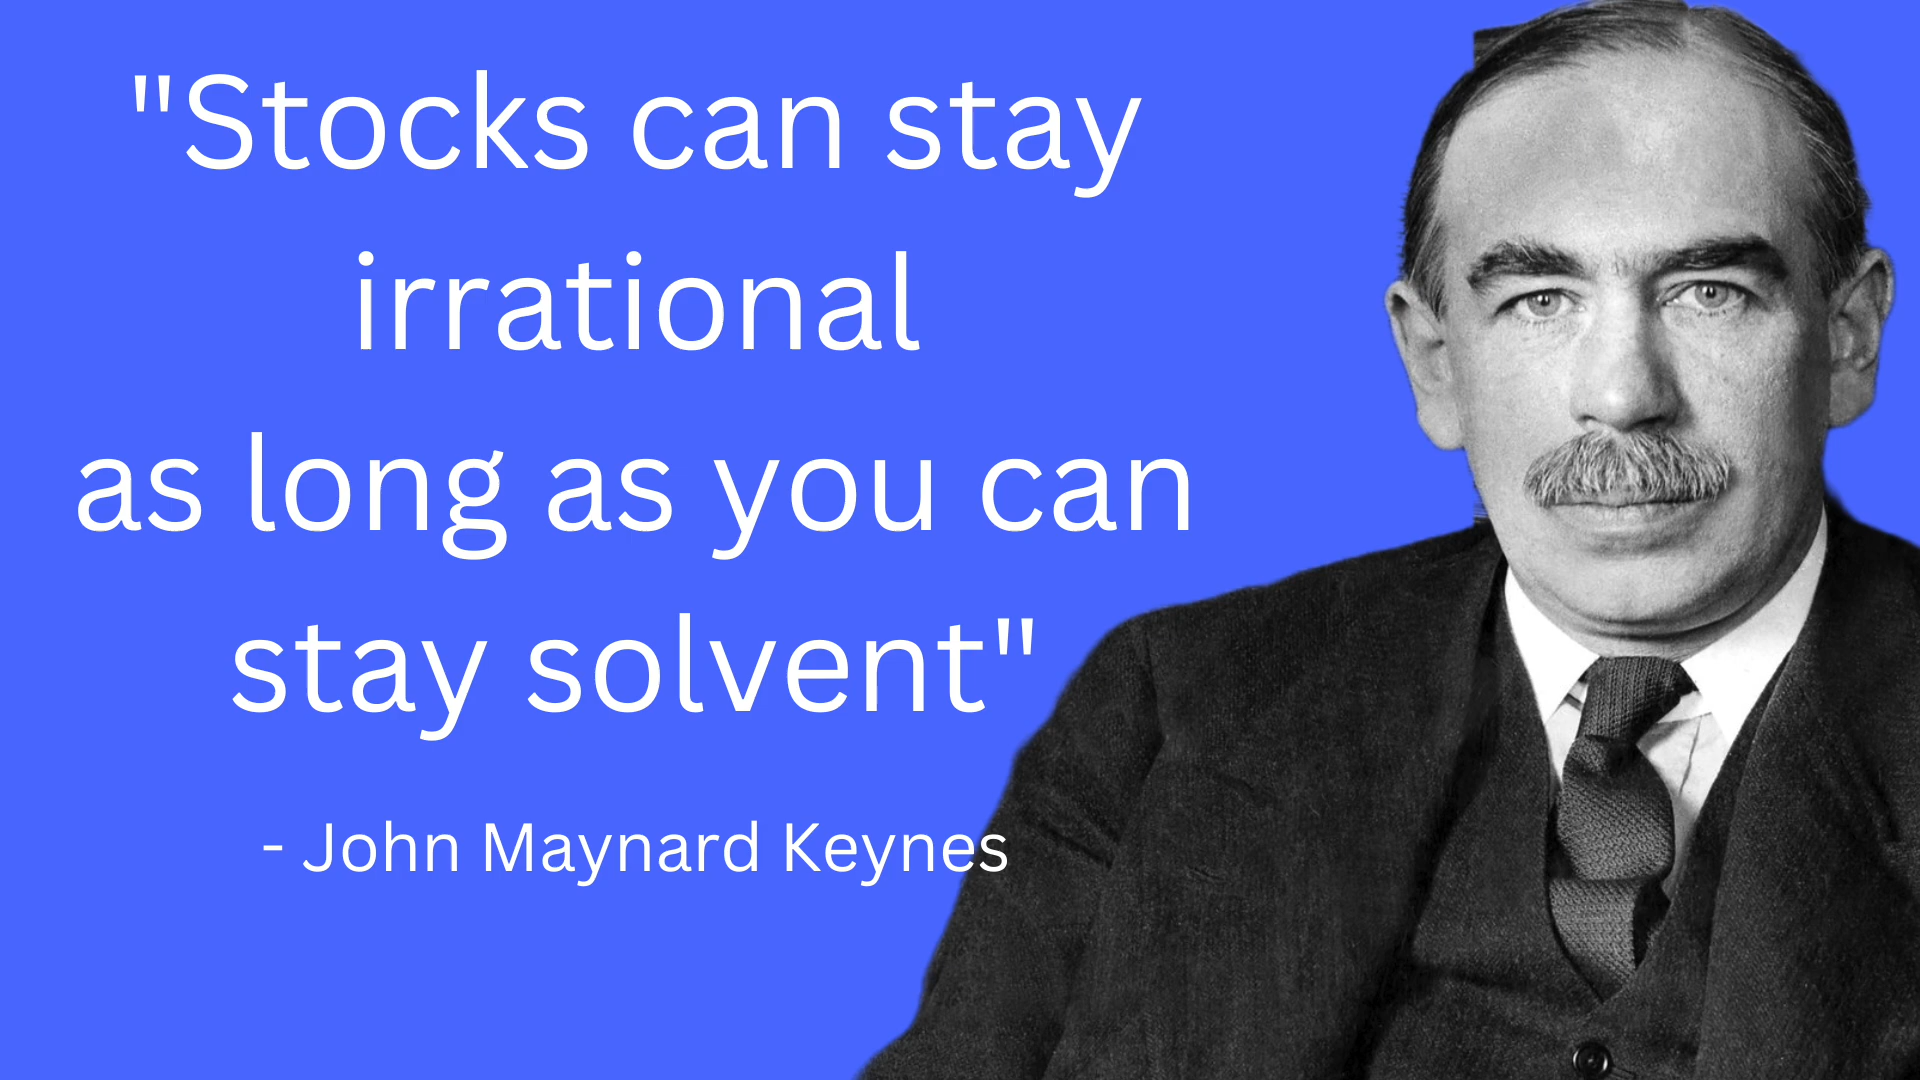 "Stocks can stay
irrational
as long as you can
stay solvent"
- John Maynard Keynes